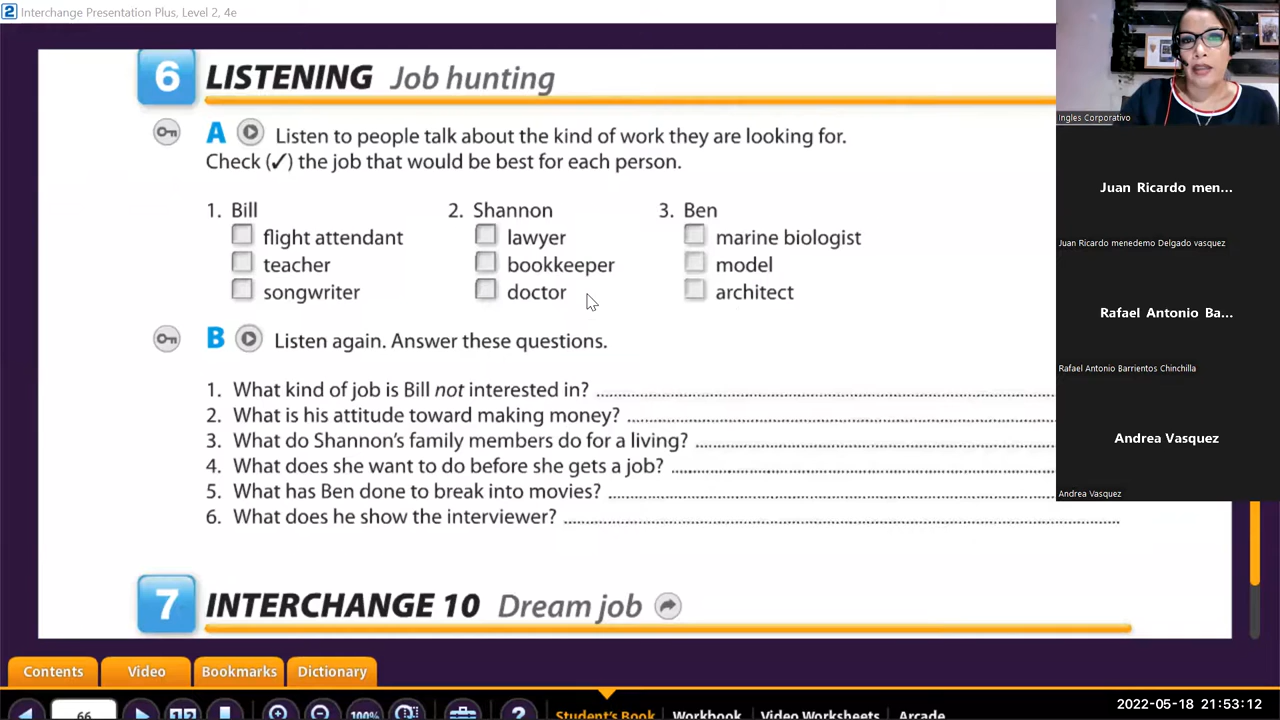 2 Interchange Presentation Plus, Level 2, 4e
6 LISTENING Job hunting
A Listen to people talk about the kind of work they are looking for.
Check (✓) the job that would be best for each person.
1. Bill
flight attendant
teacher
songwriter
2. Shannon
lawyer
bookkeeper
doctor
3. Ben
marine biologist
model
architect
B Listen again. Answer these questions.
1. What kind of job is Bill not interested in?
2. What is his attitude toward making money?
3. What do Shannon's family members do for a living?
4. What does she want to do before she gets a job?
5. What has Ben done to break into movies?
6. What does he show the interviewer?
7 INTERCHANGE 10 Dream job
Contents Video Bookmarks Dictionary
66 100% ? Student's Book Workbook Video Worksheets Arcade
2022-05-18 21:53:12
Ingles Corporativo
Juan Ricardo men...
Juan Ricardo menedemo Delgado vasquez
Rafael Antonio Ba...
Rafael Antonio Barrientos Chinchilla
Andrea Vasquez
Andrea Vasquez